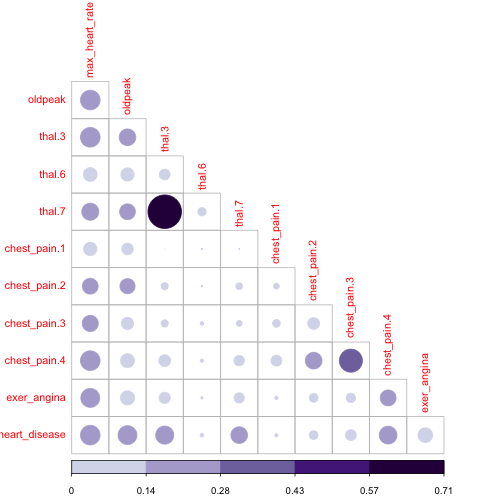 max_heart_rate
oldpeak
oldpeak
thal.3
thal.3
thal.6
thal.6
thal.7
thal.7
chest_pain.1
chest_pain.1
chest_pain.2
chest_pain.2
chest_pain.3
chest_pain.3
chest_pain.4
chest_pain.4
exer_angina
exer_angina
heart_disease
0 0.14 0.28 0.43 0.57 0.71